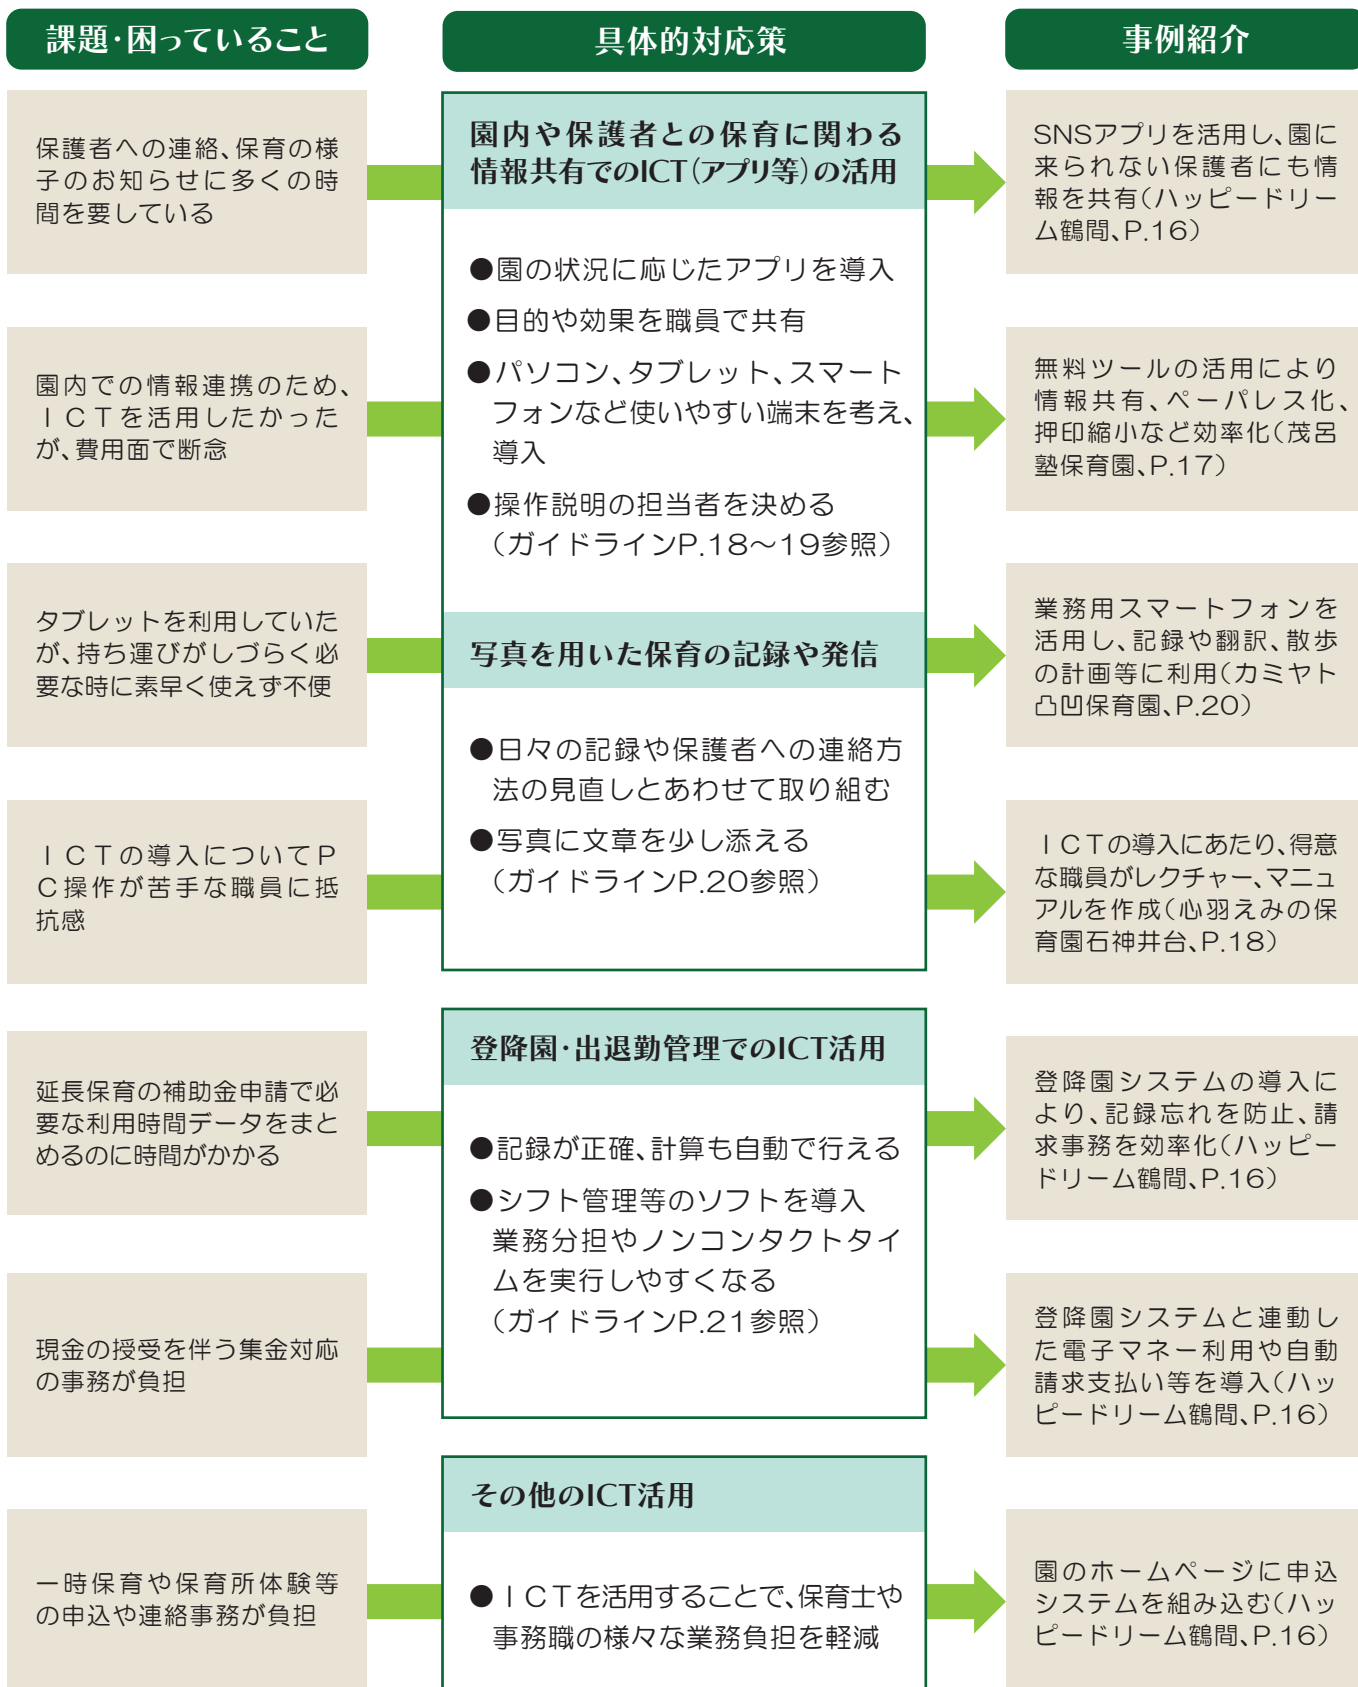 課題・困っていること
保護者への連絡、保育の様
子のお知らせに多くの時
間を要している
園内での情報連携のため、
ＩＣＴを活用したかった
が、費用面で断念
タブレットを利用していた
が、持ち運びがしづらく必
要な時に素早く使えず不便
ＩＣＴの導入についてＰ
Ｃ操作が苦手な職員に抵
抗感
延長保育の補助金申請で必
要な利用時間データをまと
めるのに時間がかかる
現金の授受を伴う集金対応
の事務が負担
一時保育や保育所体験等
の申込や連絡事務が負担
具体的対応策
園内や保護者との保育に関わる
情報共有でのICT（アプリ等）の活用
●園の状況に応じたアプリを導入
●目的や効果を職員で共有
●パソコン、タブレット、スマート
フォンなど使いやすい端末を考え、
導入
●操作説明の担当者を決める
（ガイドラインP.18～19参照）
写真を用いた保育の記録や発信
●日々の記録や保護者への連絡方
法の見直しとあわせて取り組む
●写真に文章を少し添える
（ガイドラインP.20参照）
登降園・出退勤管理でのICT活用
●記録が正確、計算も自動で行える
●シフト管理等のソフトを導入
業務分担やノンコンタクトタイ
ムを実行しやすくなる
（ガイドラインP.21参照）
その他のICT活用
●ＩＣＴを活用することで、保育士や
事務職の様々な業務負担を軽減
事例紹介
SNSアプリを活用し、園に
来られない保護者にも情
報を共有（ハッピードリー
ム鶴間、P.16）
無料ツールの活用により
情報共有、ペーパレス化、
押印縮小など効率化（茂呂
塾保育園、P.17）
業務用スマートフォンを
活用し、記録や翻訳、散歩
の計画等に利用（カミヤト
凸凹保育園、P.20）
ＩＣＴの導入にあたり、得意
な職員がレクチャー、マニュ
アルを作成（心羽えみの保
育園石神井台、P.18）
登降園システムの導入に
より、記録忘れを防止、請
求事務を効率化（ハッピー
ドリーム鶴間、P.16）
登降園システムと連動し
た電子マネー利用や自動
請求支払い等を導入（ハッ
ピードリーム鶴間、P.16）
園のホームページに申込
システムを組み込む（ハッ
ピードリーム鶴間、P.16）